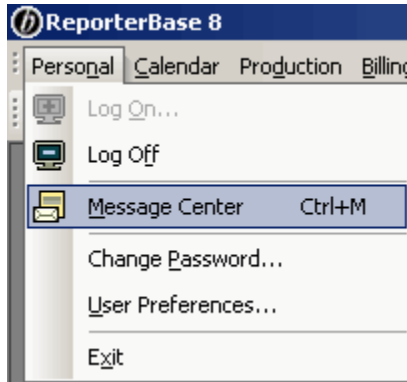 ReporterBase 8
Personal Calendar Production Billing
Log On...
Log Off
Message Center Ctrl+M
Change Password...
User Preferences...
Exit